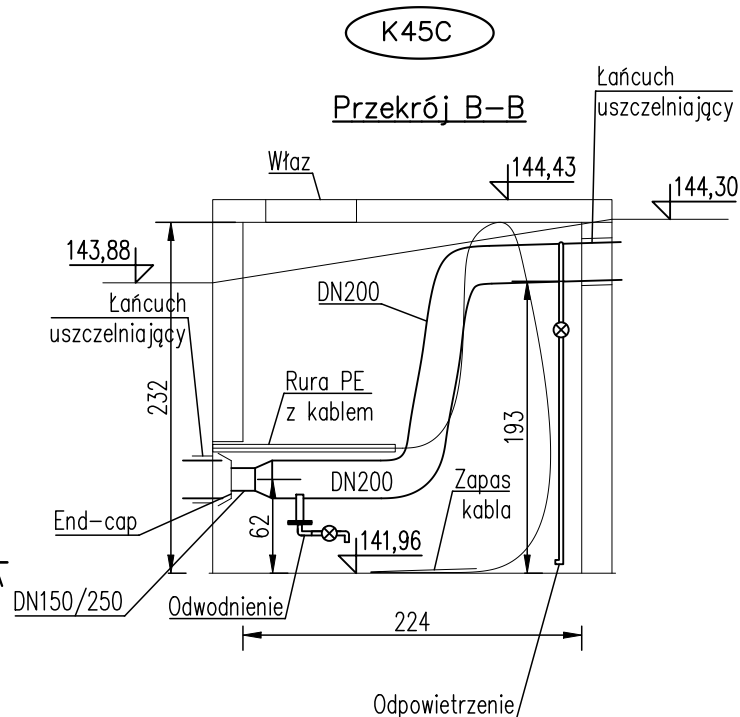 K45C
Przekrój B–B
Łańcuch
uszczelniający
Właz
144,43
144,30
143,88
DN200
Łańcuch
uszczelniający
232
Rura PE
z kablem
193
DN200
Zapas
kabla
End–cap
62
141,96
DN150/250
Odwodnienie
224
Odpowietrzenie